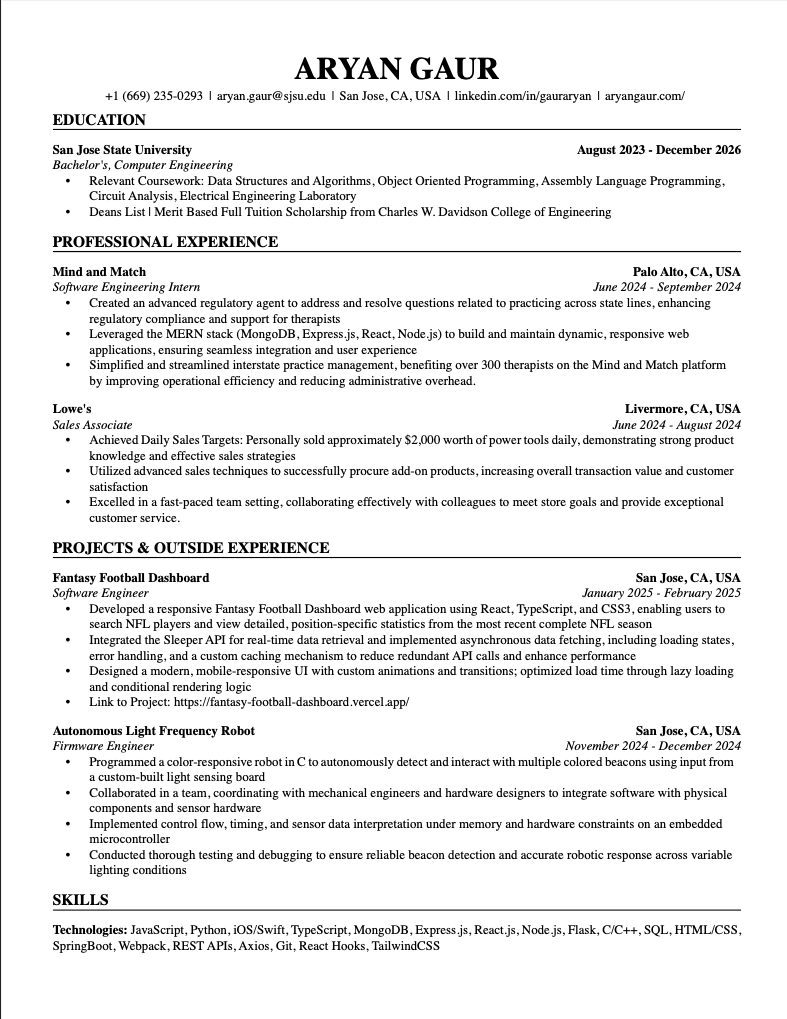 ARYAN GAUR
+1 (669) 235-0293 | aryan.gaur@sjsu.edu | San Jose, CA, USA | linkedin.com/in/gauraryan | aryangaur.com/
EDUCATION
San Jose State University August 2023 - December 2026
Bachelor's, Computer Engineering
• Relevant Coursework: Data Structures and Algorithms, Object Oriented Programming, Assembly Language Programming,
Circuit Analysis, Electrical Engineering Laboratory
• Deans List | Merit Based Full Tuition Scholarship from Charles W. Davidson College of Engineering
PROFESSIONAL EXPERIENCE
Mind and Match Palo Alto, CA, USA
Software Engineering Intern June 2024 - September 2024
• Created an advanced regulatory agent to address and resolve questions related to practicing across state lines, enhancing
regulatory compliance and support for therapists
• Leveraged the MERN stack (MongoDB, Express.js, React, Node.js) to build and maintain dynamic, responsive web
applications, ensuring seamless integration and user experience
• Simplified and streamlined interstate practice management, benefiting over 300 therapists on the Mind and Match platform
by improving operational efficiency and reducing administrative overhead.
Lowe's Livermore, CA, USA
Sales Associate June 2024 - August 2024
• Achieved Daily Sales Targets: Personally sold approximately $2,000 worth of power tools daily, demonstrating strong product
knowledge and effective sales strategies
• Utilized advanced sales techniques to successfully procure add-on products, increasing overall transaction value and customer
satisfaction
• Excelled in a fast-paced team setting, collaborating effectively with colleagues to meet store goals and provide exceptional
customer service.
PROJECTS & OUTSIDE EXPERIENCE
Fantasy Football Dashboard San Jose, CA, USA
Software Engineer January 2025 - February 2025
• Developed a responsive Fantasy Football Dashboard web application using React, TypeScript, and CSS3, enabling users to
search NFL players and view detailed, position-specific statistics from the most recent complete NFL season
• Integrated the Sleeper API for real-time data retrieval and implemented asynchronous data fetching, including loading states,
error handling, and a custom caching mechanism to reduce redundant API calls and enhance performance
• Designed a modern, mobile-responsive UI with custom animations and transitions; optimized load time through lazy loading
and conditional rendering logic
• Link to Project: https://fantasy-football-dashboard.vercel.app/
Autonomous Light Frequency Robot San Jose, CA, USA
Firmware Engineer November 2024 - December 2024
• Programmed a color-responsive robot in C to autonomously detect and interact with multiple colored beacons using input from
a custom-built light sensing board
• Collaborated in a team, coordinating with mechanical engineers and hardware designers to integrate software with physical
components and sensor hardware
• Implemented control flow, timing, and sensor data interpretation under memory and hardware constraints on an embedded
microcontroller
• Conducted thorough testing and debugging to ensure reliable beacon detection and accurate robotic response across variable
lighting conditions
SKILLS
Technologies: JavaScript, Python, iOS/Swift, TypeScript, MongoDB, Express.js, React.js, Node.js, Flask, C/C++, SQL, HTML/CSS,
SpringBoot, Webpack, REST APIs, Axios, Git, React Hooks, TailwindCSS